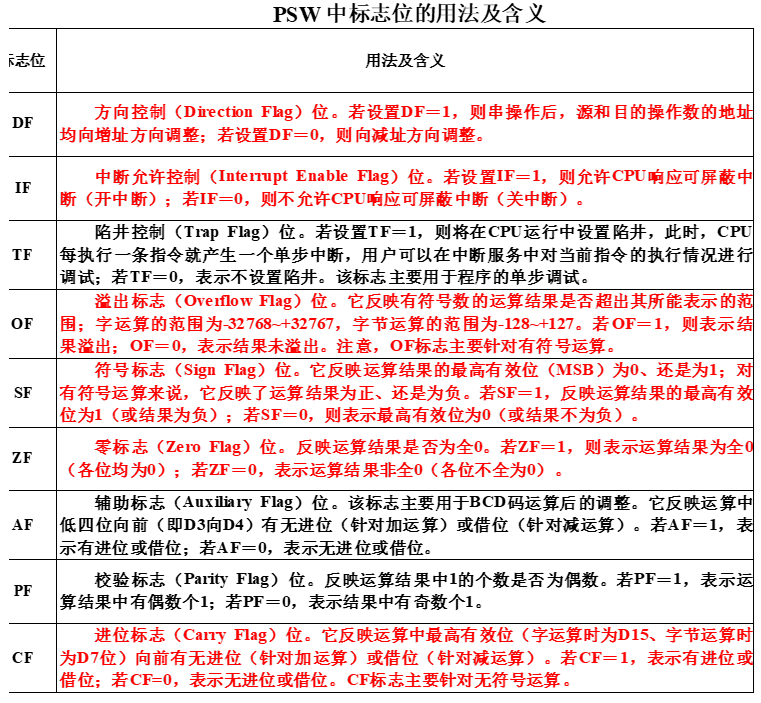 PSW 中标志位的用法及含义
标志位
用法及含义
DF
方向控制（Direction Flag）位。若设置DF＝1，则串操作后，源和目的操作数的地址
均向增址方向调整；若设置DF＝0，则向减址方向调整。
IF
中断允许控制（Interrupt Enable Flag）位。若设置IF＝1，则允许CPU响应可屏蔽中
断（开中断）；若IF＝0，则不允许CPU响应可屏蔽中断（关中断）。
TF
陷井控制（Trap Flag）位。若设置TF＝1，则将在CPU运行中设置陷井，此时，CPU
每执行一条指令就产生一个单步中断，用户可以在中断服务中对当前指令的执行情况进行
调试；若TF＝0，表示不设置陷井。该标志主要用于程序的单步调试。
OF
溢出标志（Overflow Flag）位。它反映有符号数的运算结果是否超出其所能表示的范
围；字运算的范围为-32768~+32767，字节运算的范围为-128~+127。若OF＝1，则表示结
果溢出；OF＝0，表示结果未溢出。注意，OF标志主要针对有符号运算。
SF
符号标志（Sign Flag）位。它反映运算结果的最高有效位（MSB）为0、还是为1；对
有符号运算来说，它反映了运算结果为正、还是为负。若SF＝1，反映运算结果的最高有效
位为1（或结果为负）；若SF＝0，则表示最高有效位为0（或结果不为负）。
ZF
零标志（Zero Flag）位。反映运算结果是否为全0。若ZF＝1，则表示运算结果为全0
（各位均为0）；若ZF＝0，表示运算结果非全0（各位不全为0）。
AF
辅助标志（Auxiliary Flag）位。该标志主要用于BCD码运算后的调整。它反映运算中
低四位向前（即D3向D4）有无进位（针对加运算）或借位（针对减运算）。若AF＝1，表
示有进位或借位；若AF＝0，表示无进位或借位。
PF
校验标志（Parity Flag）位。反映运算结果中1的个数是否为偶数。若PF＝1，表示运
算结果中有偶数个1；若PF＝0，表示结果中有奇数个1。
CF
进位标志（Carry Flag）位。它反映运算中最高有效位（字运算时为D15、字节运算时
为D7位）向前有无进位（针对加运算）或借位（针对减运算）。若CF＝1，表示有进位或
借位；若CF=0，表示无进位或借位。CF标志主要针对无符号运算。